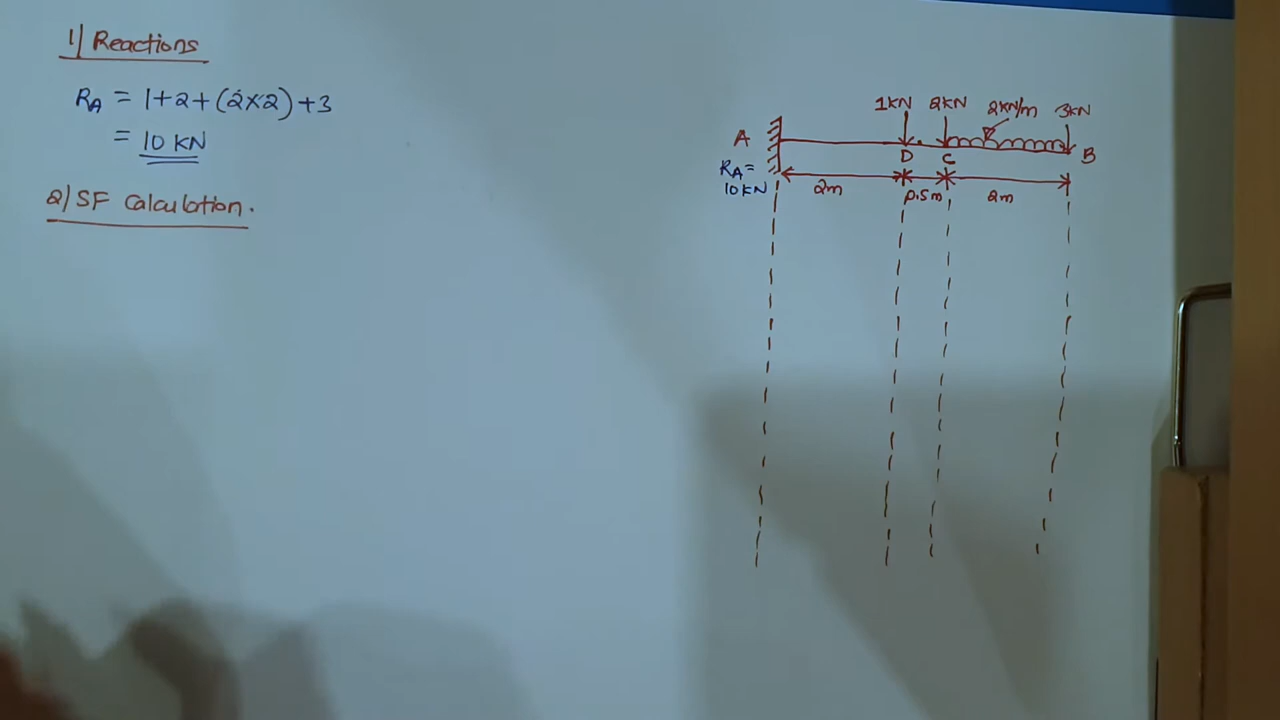 1) Reactions
RA = 1+2+(2×2)+3
= 10 KN
2) SF Calculation.
1KN 2KN 2KN/m 3KN
A
D C B
RA =
10KN
2m 0.5m 2m